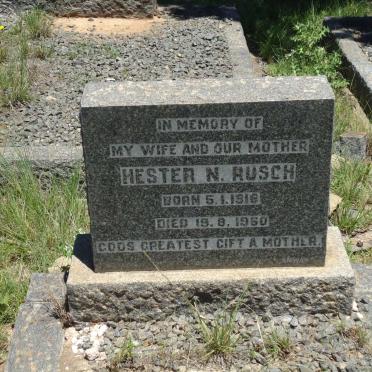 IN MEMORY OF
MY WIFE AND OUR MOTHER
HESTER N. RUSCH
BORN 5.1.1916
DIED 19.8.1950
GODS GREATEST GIFT A MOTHER.